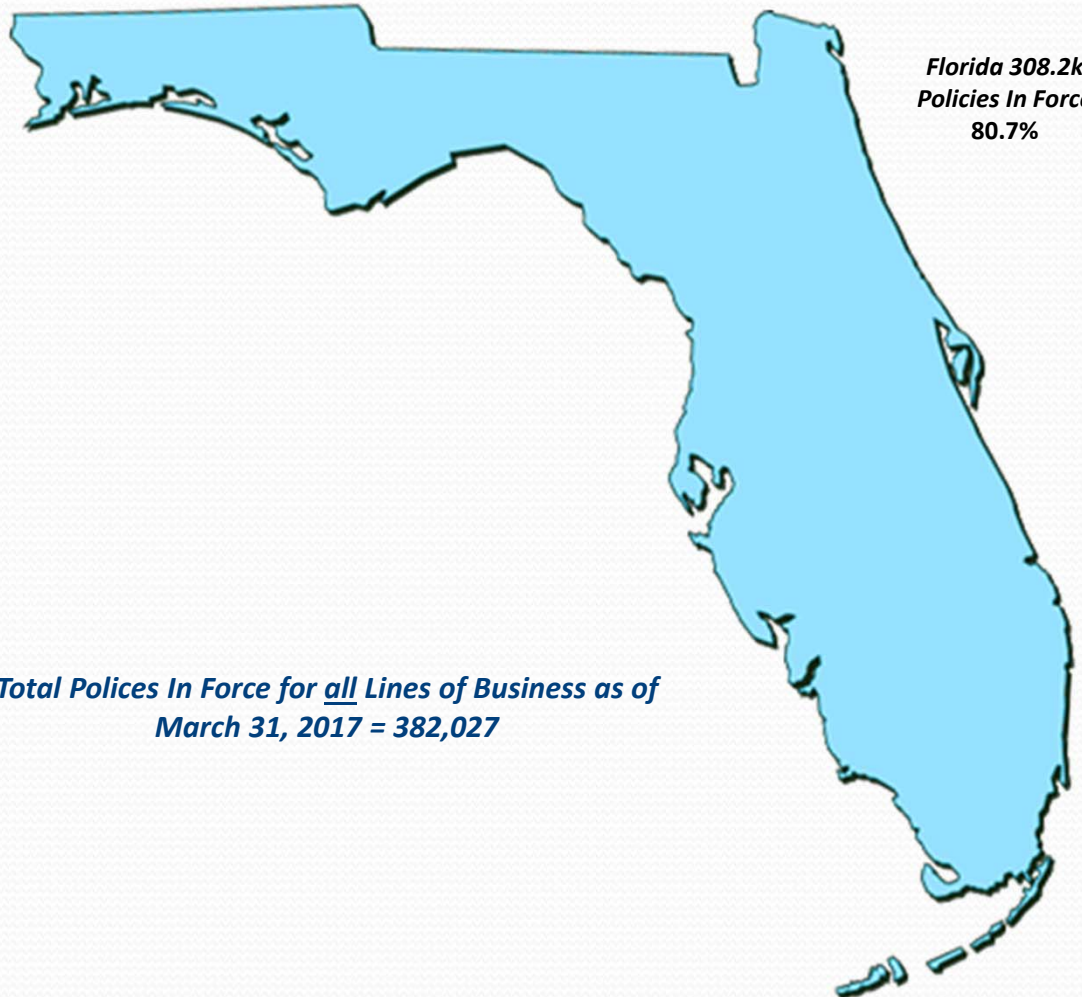 Florida 308.2k
Policies In Force
80.7%
Total Polices In Force for all Lines of Business as of
March 31, 2017 = 382,027